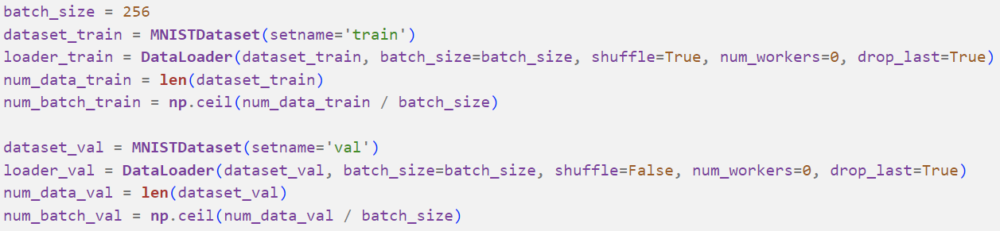 batch_size = 256
dataset_train = MNISTDataset(setname='train')
loader_train = DataLoader(dataset_train, batch_size=batch_size, shuffle=True, num_workers=0, drop_last=True)
num_data_train = len(dataset_train)
num_batch_train = np.ceil(num_data_train / batch_size)
dataset_val = MNISTDataset(setname='val')
loader_val = DataLoader(dataset_val, batch_size=batch_size, shuffle=False, num_workers=0, drop_last=True)
num_data_val = len(dataset_val)
num_batch_val = np.ceil(num_data_val / batch_size)